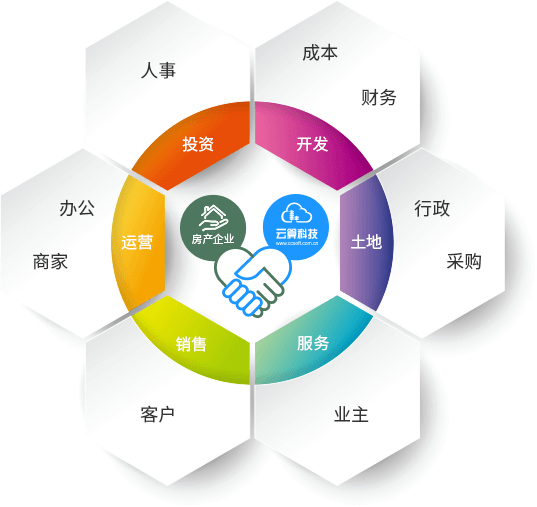 人事
成本
财务
投资
开发
办公
商家
运营
土地
行政
采购
房产企业
云算科技
www.ccsoft.com.cn
销售
服务
客户
业主